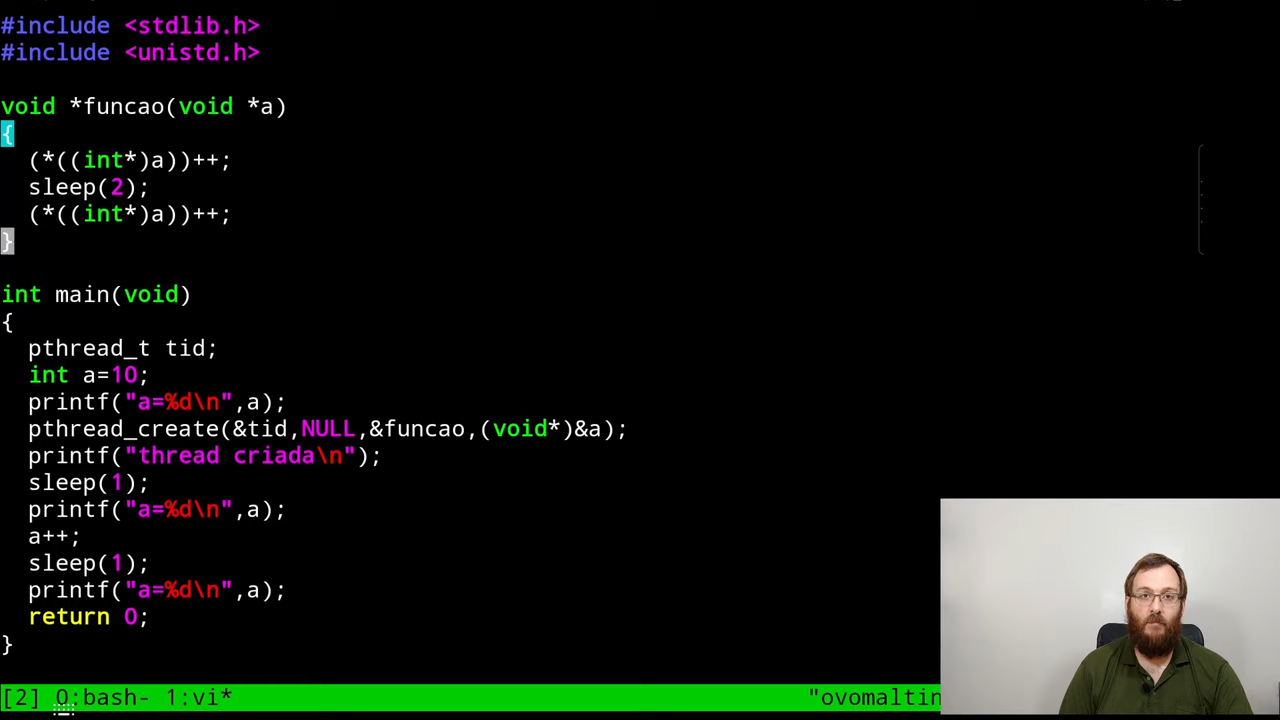 #include <stdlib.h>
#include <unistd.h>
void *funcao(void *a)
{
(*((int*)a))++;
sleep(2);
(*((int*)a))++;
}
int main(void)
{
pthread_t tid;
int a=10;
printf("a=%d\n",a);
pthread_create(&tid,NULL,&funcao,(void*)&a);
printf("thread criada\n");
sleep(1);
printf("a=%d\n",a);
a++;
sleep(1);
printf("a=%d\n",a);
return 0;
}
[2] 0:bash- 1:vi* "ovomaltin